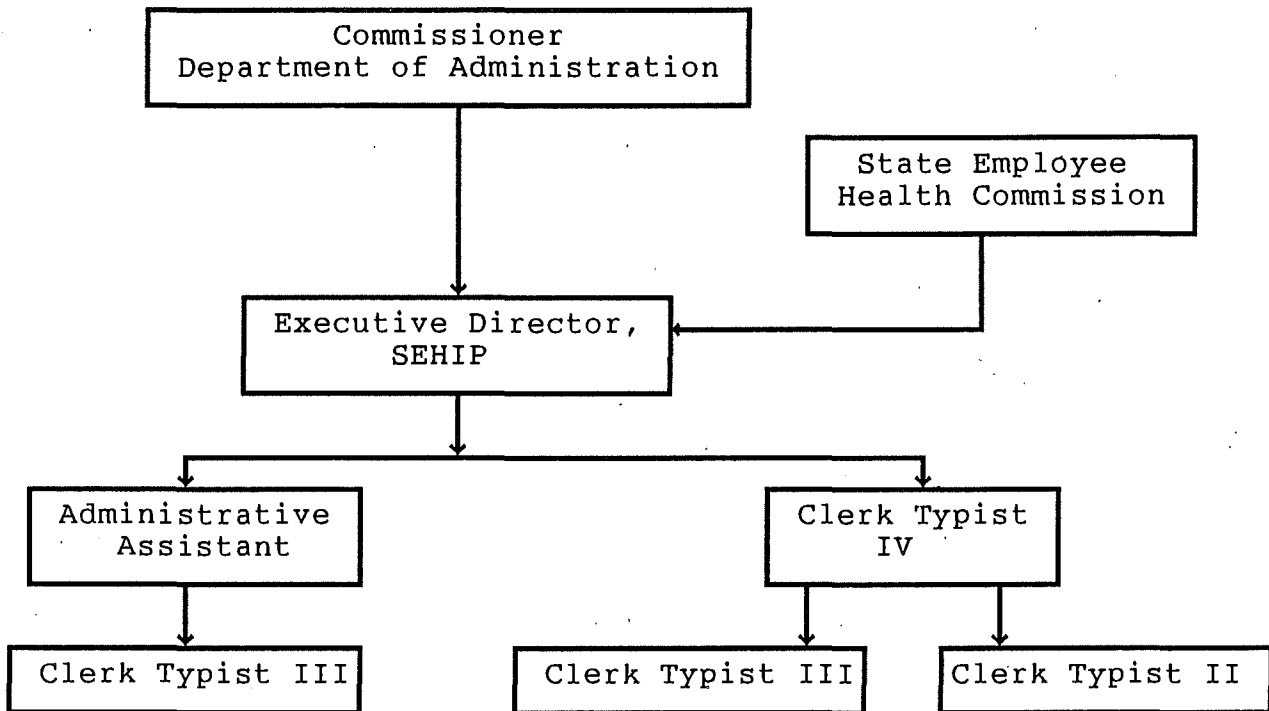 Commissioner
Department of Administration
State Employee
Health Commission
Executive Director,
SEHIP
Administrative
Assistant
Clerk Typist
IV
Clerk Typist III
Clerk Typist III
Clerk Typist II